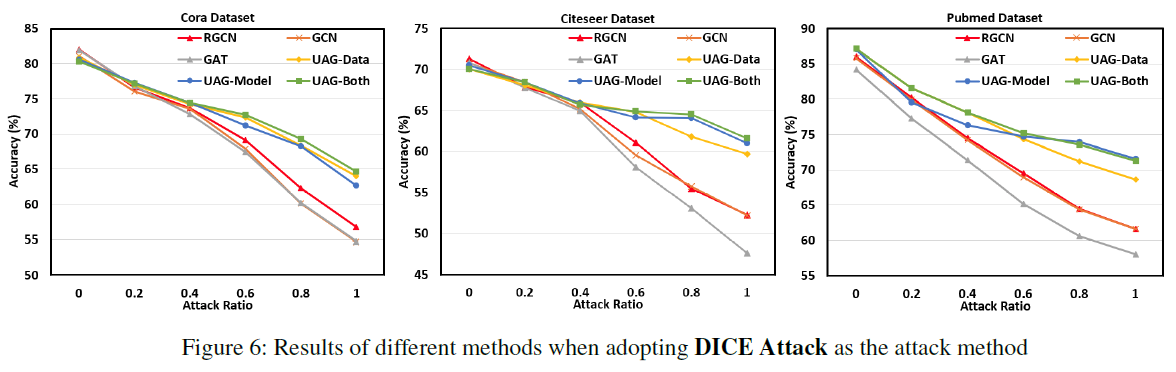 Cora Dataset
85
80
75
70
65
60
55
50
Accuracy (%)
RGCN
GCN
GAT
UAG-Data
UAG-Model
UAG-Both
0 0.2 0.4 0.6 0.8 1
Attack Ratio
Citeseer Dataset
75
70
65
60
55
50
45
Accuracy (%)
RGCN
GCN
GAT
UAG-Data
UAG-Model
UAG-Both
0 0.2 0.4 0.6 0.8 1
Attack Ratio
Pubmed Dataset
90
85
80
75
70
65
60
55
Accuracy (%)
RGCN
GCN
GAT
UAG-Data
UAG-Model
UAG-Both
0 0.2 0.4 0.6 0.8 1
Attack Ratio
Figure 6: Results of different methods when adopting DICE Attack as the attack method